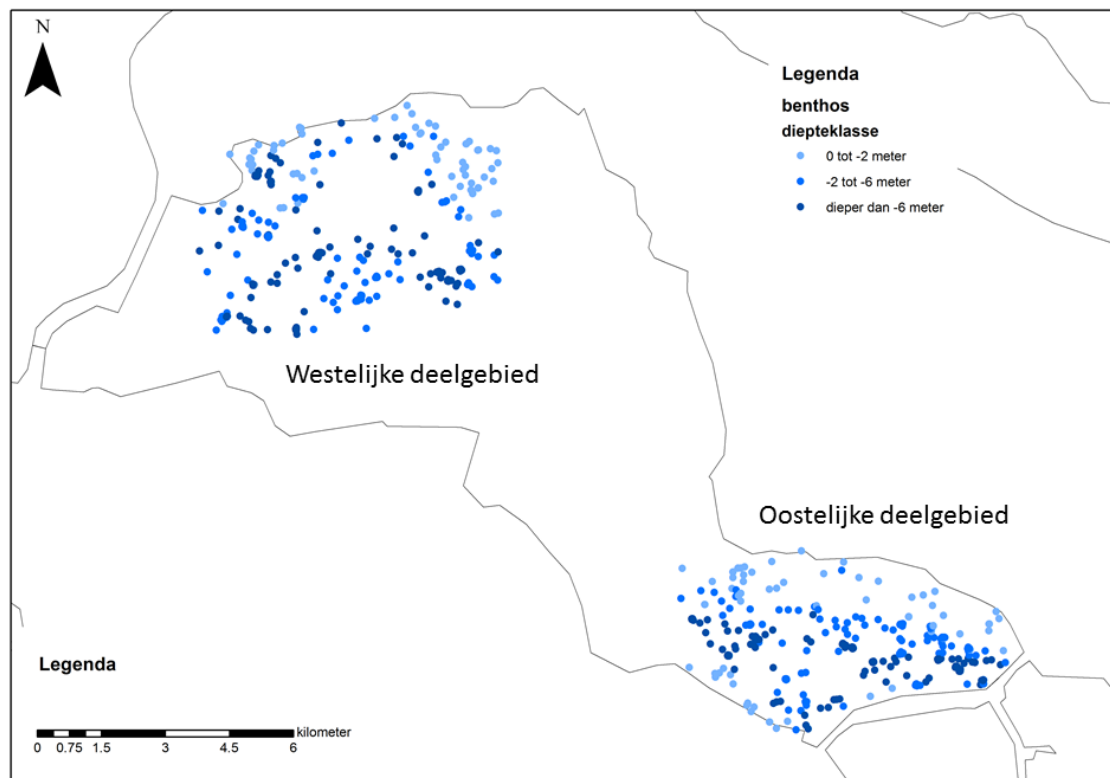 N
Legenda
benthos
diepteklasse
0 tot -2 meter
-2 tot -6 meter
dieper dan -6 meter
Westelijke deelgebied
Oostelijke deelgebied
Legenda
kilometer
0 0.75 1.5 3 4.5 6